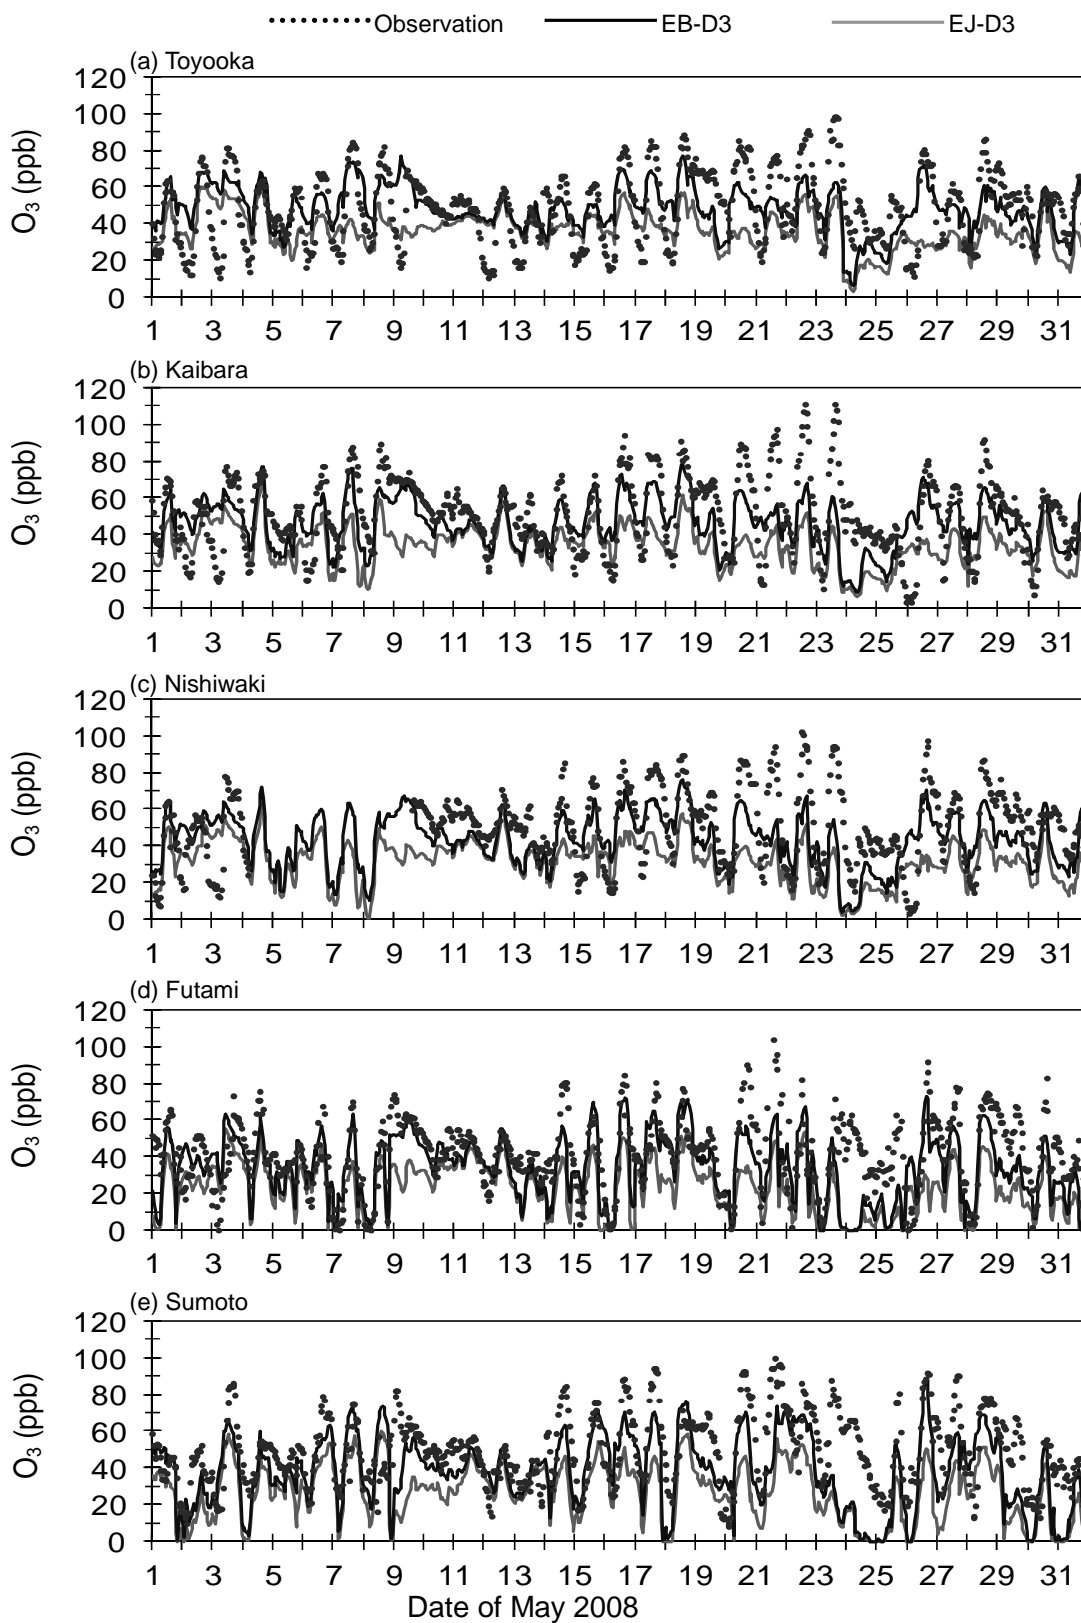 Observation EB-D3 EJ-D3
(a) Toyooka
120
100
80
60
40
20
0
O3 (ppb)
1 3 5 7 9 11 13 15 17 19 21 23 25 27 29 31
(b) Kaibara
120
100
80
60
40
20
0
O3 (ppb)
1 3 5 7 9 11 13 15 17 19 21 23 25 27 29 31
(c) Nishiwaki
120
100
80
60
40
20
0
O3 (ppb)
1 3 5 7 9 11 13 15 17 19 21 23 25 27 29 31
(d) Futami
120
100
80
60
40
20
0
O3 (ppb)
1 3 5 7 9 11 13 15 17 19 21 23 25 27 29 31
(e) Sumoto
120
100
80
60
40
20
0
O3 (ppb)
1 3 5 7 9 11 13 15 17 19 21 23 25 27 29 31
Date of May 2008